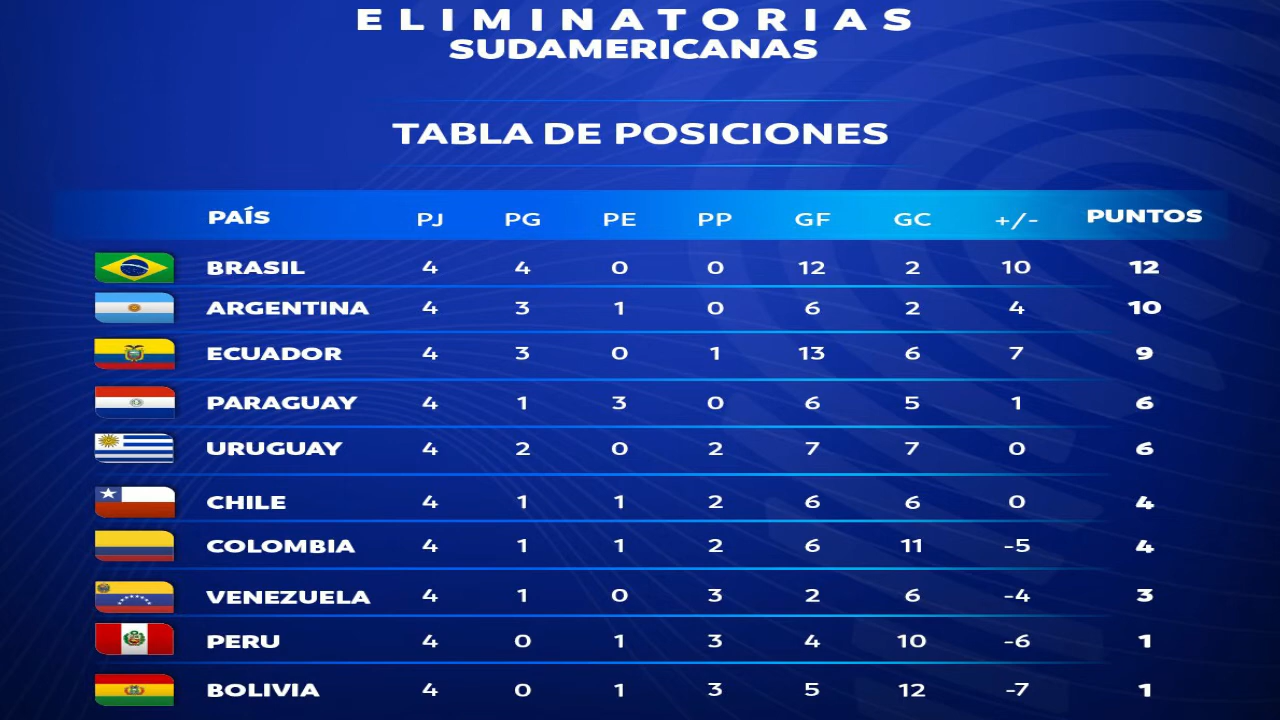 ELIMINATORIAS
SUDAMERICANAS
TABLA DE POSICIONES
PAÍS PJ PG PE PP GF GC +/- PUNTOS
BRASIL 4 4 0 0 12 2 10 12
ARGENTINA 4 3 1 0 6 2 4 10
ECUADOR 4 3 0 1 13 6 7 9
PARAGUAY 4 1 3 0 6 5 1 6
URUGUAY 4 2 0 2 7 7 0 6
CHILE 4 1 1 2 6 6 0 4
COLOMBIA 4 1 1 2 6 11 -5 4
VENEZUELA 4 1 0 3 2 6 -4 3
PERU 4 0 1 3 4 10 -6 1
BOLIVIA 4 0 1 3 5 12 -7 1